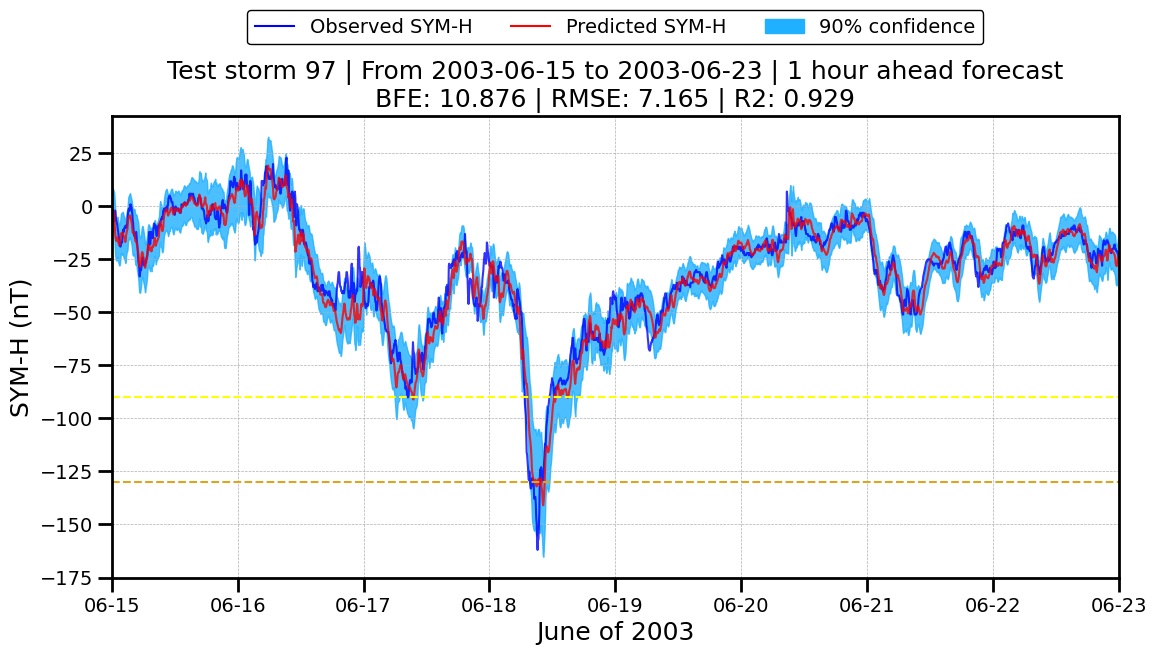 Observed SYM-H Predicted SYM-H 90% confidence
Test storm 97 | From 2003-06-15 to 2003-06-23 | 1 hour ahead forecast
BFE: 10.876 | RMSE: 7.165 | R2: 0.929
25
0
−25
−50
−75
−100
−125
−150
−175
SYM-H (nT)
06-15 06-16 06-17 06-18 06-19 06-20 06-21 06-22 06-23
June of 2003